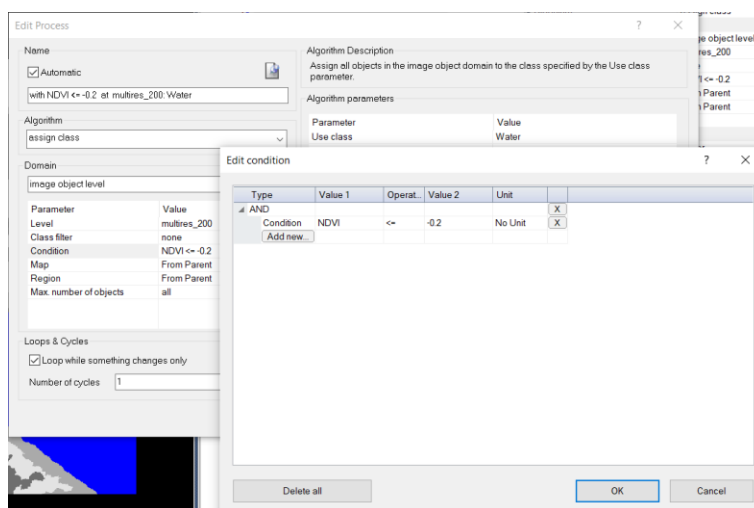 Edit Process
? X
Name
Automatic
with NDVI <= -0.2 at multires_200: Water
Algorithm
assign class
Domain
image object level
Parameter Value
Level multires_200
Class filter none
Condition NDVI <= -0.2
Map From Parent
Region From Parent
Max. number of objects all
Loops & Cycles
Loop while something changes only
Number of cycles 1
Algorithm Description
Assign all objects in the image object domain to the class specified by the Use class
parameter.
Algorithm parameters
Parameter Value
Use class Water
object level
res_200
<= -0.2
Parent
Parent
Edit condition
? X
Type Value 1 Operat.. Value 2 Unit
AND X
Condition NDVI <= -0.2 No Unit X
Add new...
Delete all
OK
Cancel